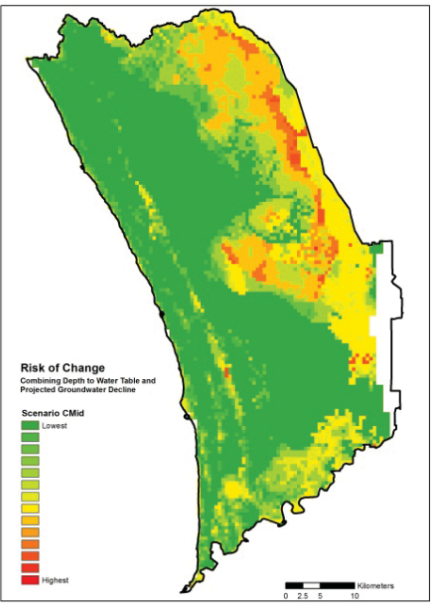 Risk of Change
Combining Depth to Water Table and
Projected Groundwater Decline
Scenario CMid
Lowest
Highest
Kilometers
0 2.5 5 10